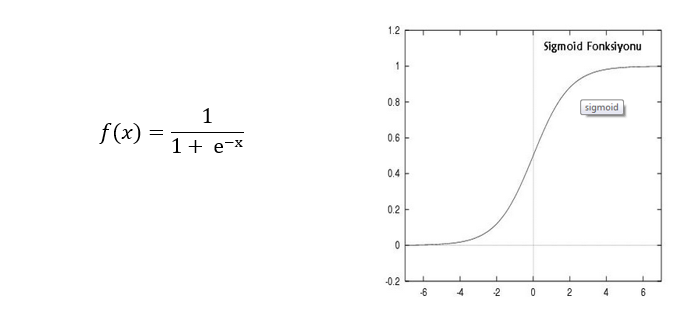 f(x) = 1 / 1 + e^-x
Sigmoid Fonksiyonu
sigmoid
1.2
1
0.8
0.6
0.4
0.2
0
-0.2
-6 -4 -2 0 2 4 6